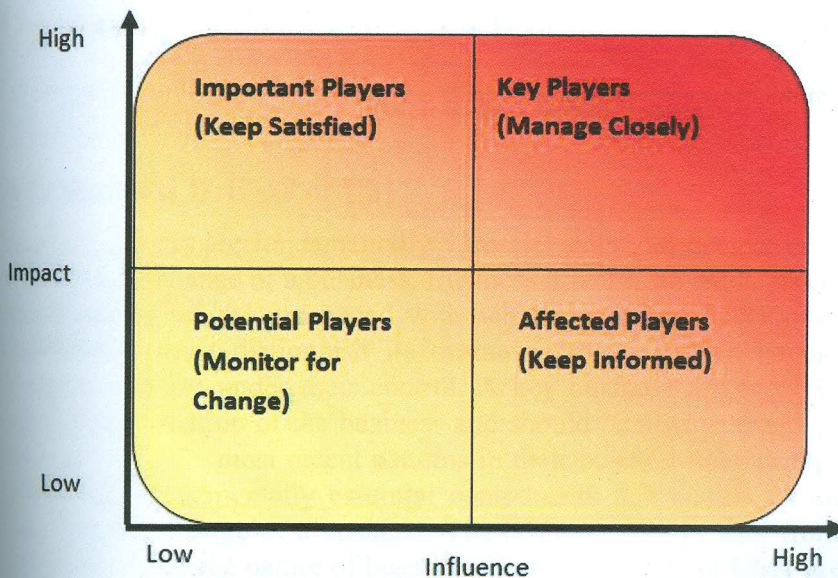 High
Important Players
(Keep Satisfied)
Key Players
(Manage Closely)
Impact
Potential Players
(Monitor for
Change)
Affected Players
(Keep Informed)
Low
Low
Influence
High